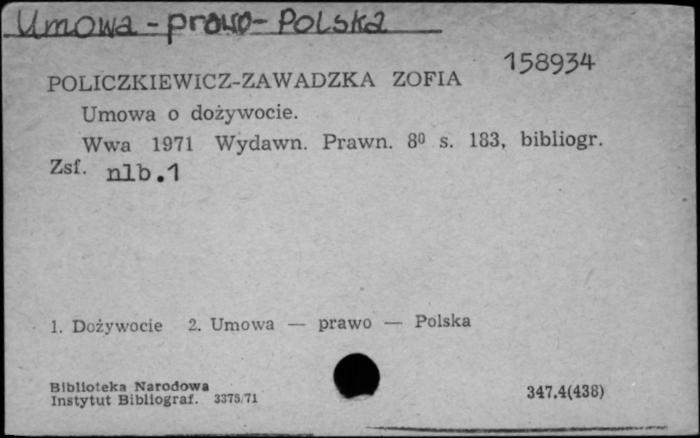 Umowa - prawo - Polska
158934
POLICZKIEWICZ-ZAWADZKA ZOFIA
Umowa o dożywocie.
Wwa 1971 Wydawn. Prawn. 8⁰ s. 183, bibliogr.
Zsf. nlb.1
1. Dożywocie 2. Umowa — prawo — Polska
Biblioteka Narodowa
Instytut Bibliograf. 3375/71
347.4(438)